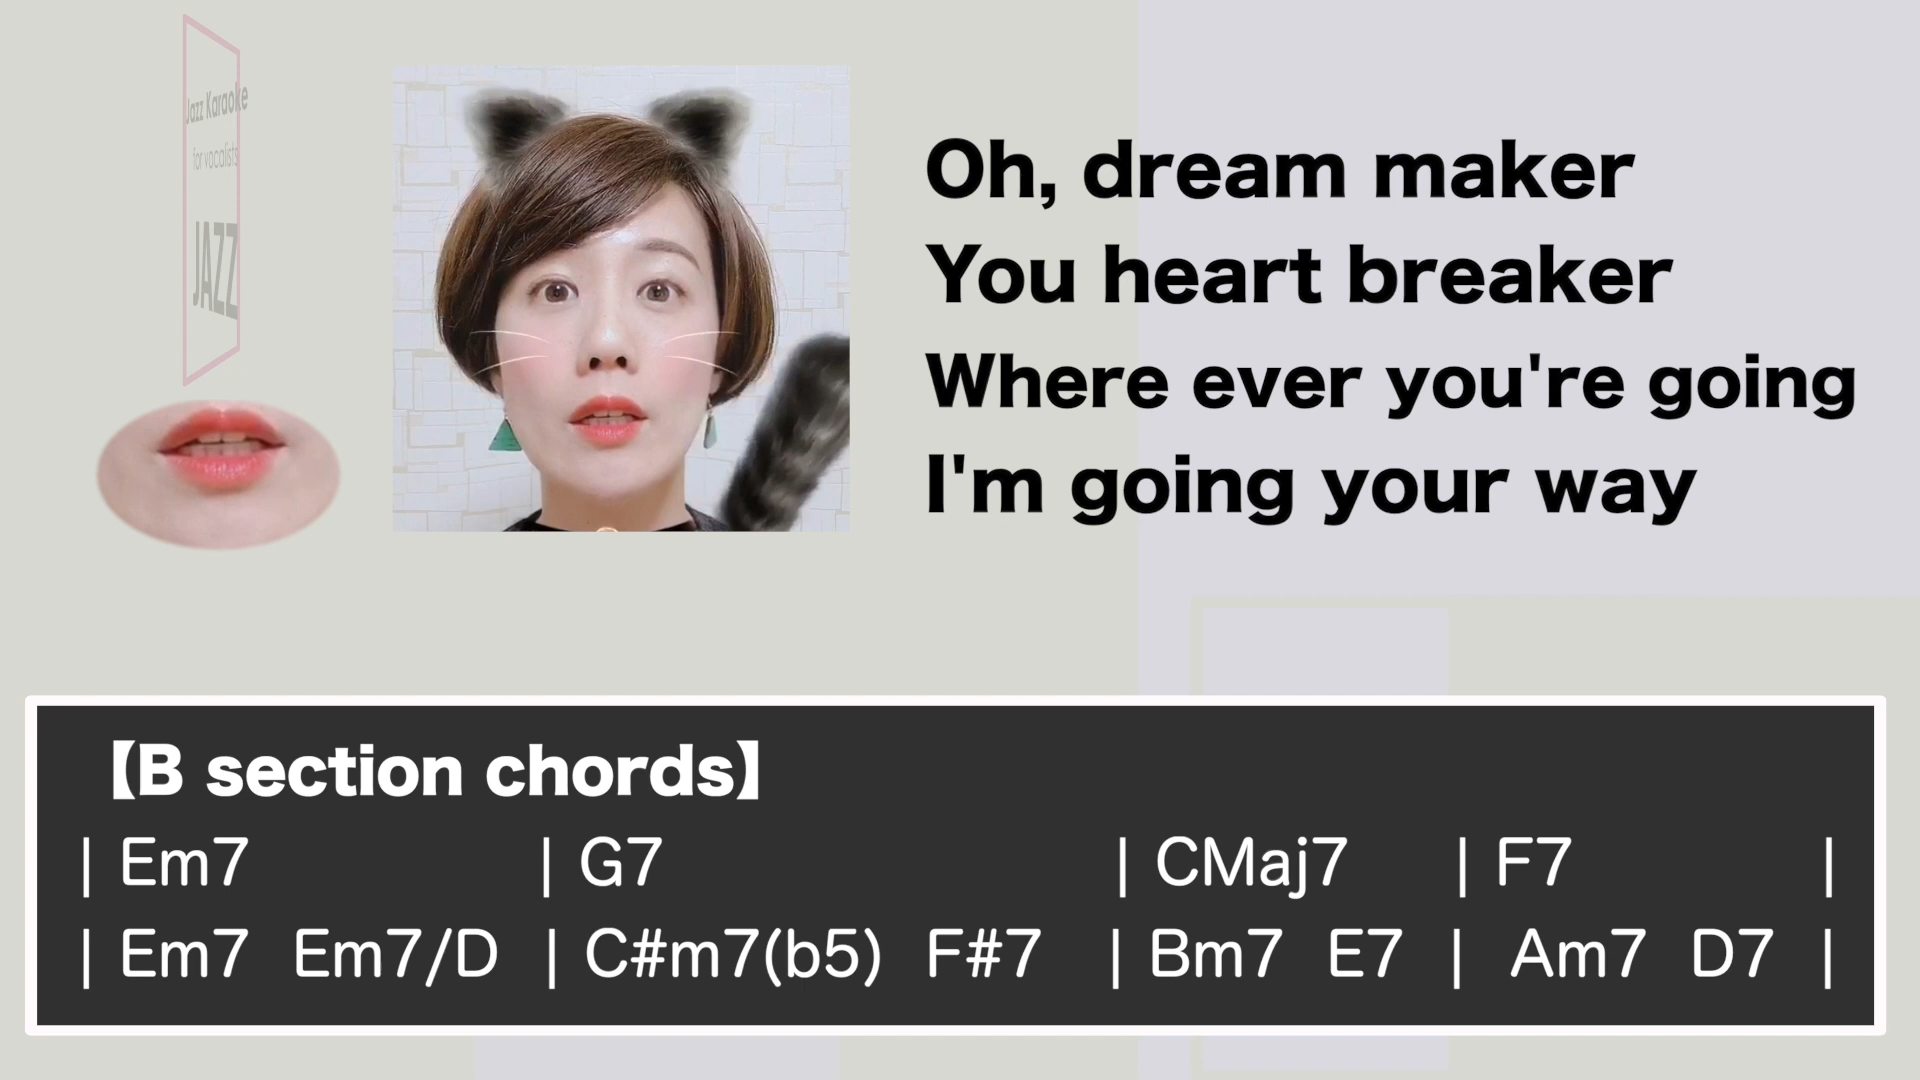 Jazz Karaoke
for vocalists
JAZZ
Oh, dream maker
You heart breaker
Where ever you're going
I'm going your way
【B section chords】
| Em7 | G7 | CMaj7 | F7 |
| Em7 Em7/D | C#m7(b5) F#7 | Bm7 E7 | Am7 D7 |